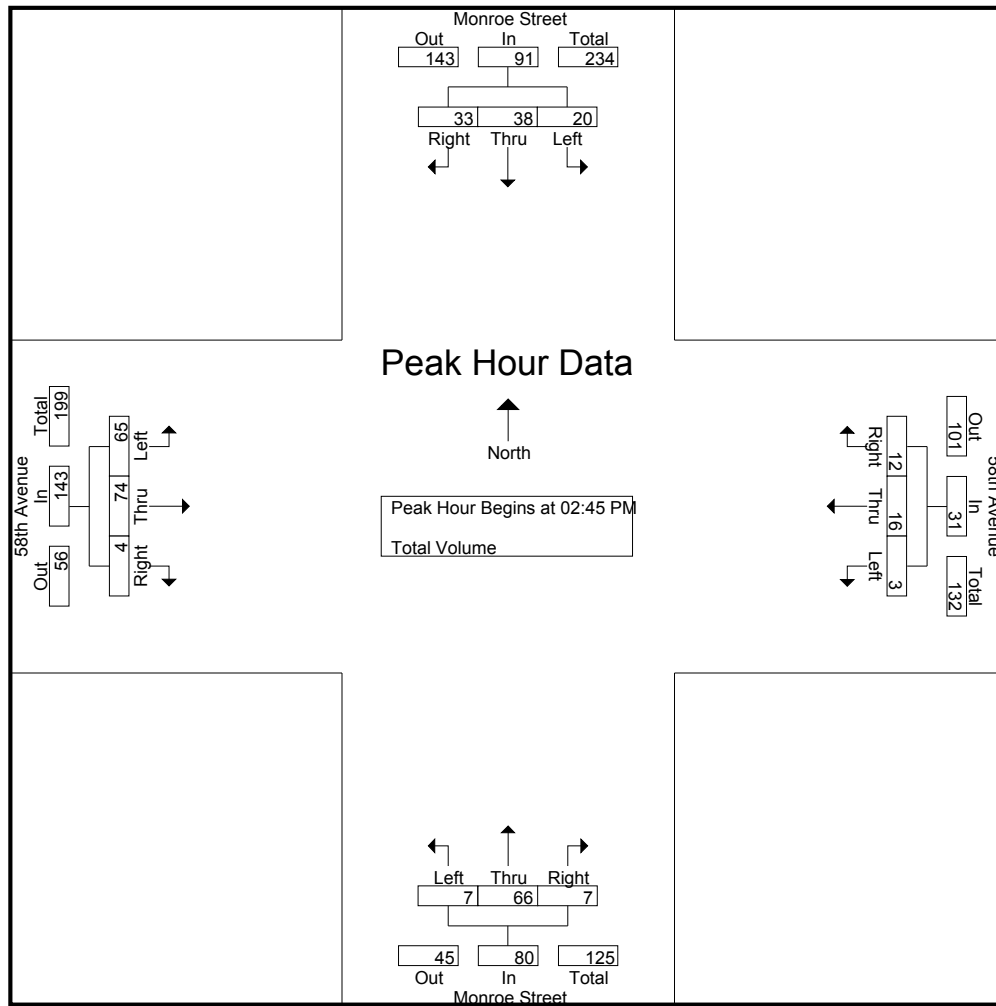 Monroe Street
Out In Total
143 91 234
33 38 20
Right Thru Left
Peak Hour Data
North
Peak Hour Begins at 02:45 PM
Total Volume
58th Avenue
Out In Total
56 143 199
4 74 65
Right Thru Left
58th Avenue
Out In Total
101 31 132
12 16 3
Right Thru Left
Left Thru Right
7 66 7
45 80 125
Out In Total
Monroe Street